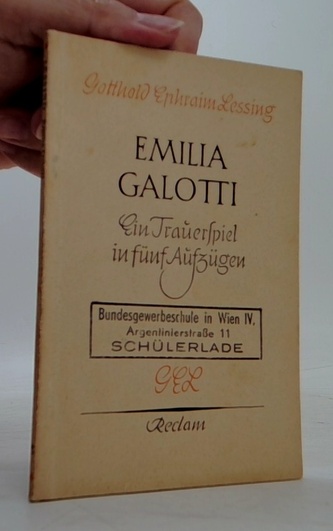 Gotthold Ephraim Lessing
EMILIA
GALOTTI
Ein Trauerspiel
in fünf Aufzügen
Bundesgewerbeschule in Wien IV,
Argentinierstraße 11
SCHÜLERLADE
GEL
Reclam